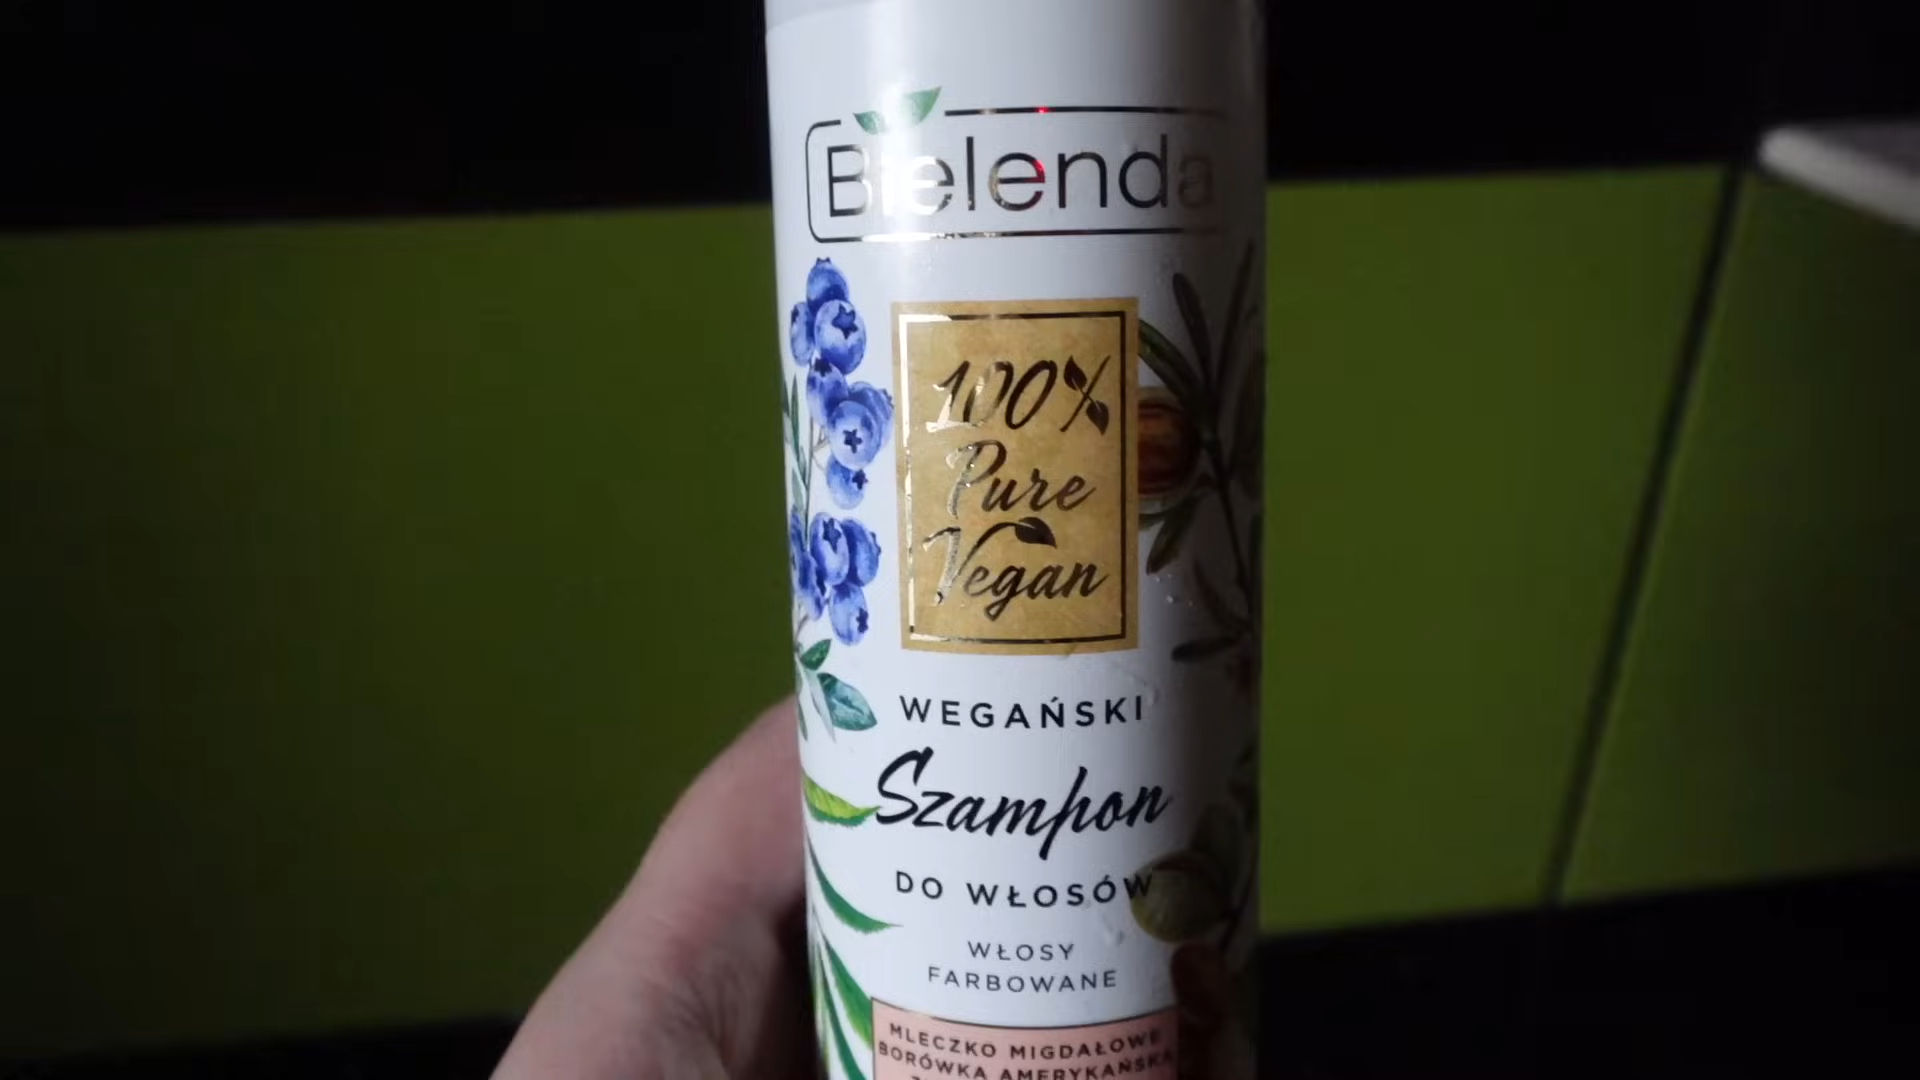 Bielenda
100%
Pure
Vegan
WEGAŃSKI
Szampon
DO WŁOSÓW
WŁOSY
FARBOWANE
MLECZKO MIGDAŁOWE
BORÓWKA AMERYKAŃSKA